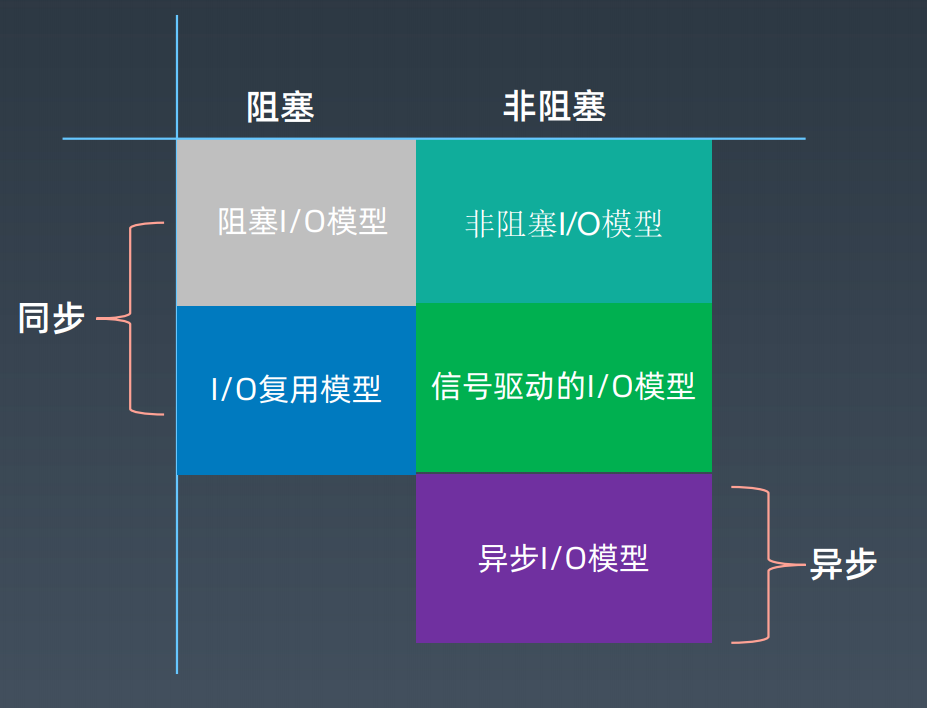 阻塞
非阻塞
阻塞I/O模型
非阻塞I/O模型
同步
I/O复用模型
信号驱动的I/O模型
异步I/O模型
异步